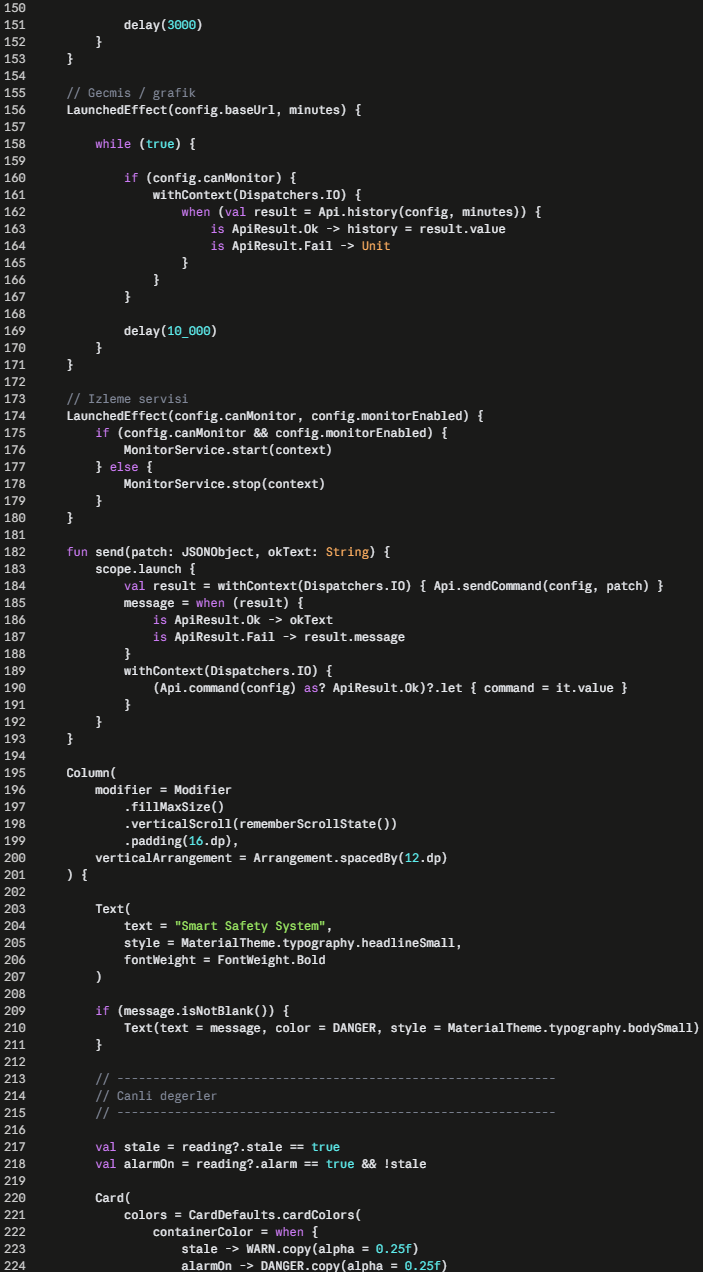 150
151             delay(3000)
152         }
153     }
154
155     // Gecmis / grafik
156     LaunchedEffect(config.baseUrl, minutes) {
157
158         while (true) {
159
160             if (config.canMonitor) {
161                 withContext(Dispatchers.IO) {
162                     when (val result = Api.history(config, minutes)) {
163                         is ApiResult.Ok -> history = result.value
164                         is ApiResult.Fail -> Unit
165                     }
166                 }
167             }
168
169             delay(10_000)
170         }
171     }
172
173     // Izleme servisi
174     LaunchedEffect(config.canMonitor, config.monitorEnabled) {
175         if (config.canMonitor && config.monitorEnabled) {
176             MonitorService.start(context)
177         } else {
178             MonitorService.stop(context)
179         }
180     }
181
182     fun send(patch: JSONObject, okText: String) {
183         scope.launch {
184             val result = withContext(Dispatchers.IO) { Api.sendCommand(config, patch) }
185             message = when (result) {
186                 is ApiResult.Ok -> okText
187                 is ApiResult.Fail -> result.message
188             }
189             withContext(Dispatchers.IO) {
190                 (Api.command(config) as? ApiResult.Ok)?.let { command = it.value }
191             }
192         }
193     }
194
195     Column(
196         modifier = Modifier
197             .fillMaxSize()
198             .verticalScroll(rememberScrollState())
199             .padding(16.dp),
200         verticalArrangement = Arrangement.spacedBy(12.dp)
201     ) {
202
203         Text(
204             text = "Smart Safety System",
205             style = MaterialTheme.typography.headlineSmall,
206             fontWeight = FontWeight.Bold
207         )
208
209         if (message.isNotBlank()) {
210             Text(text = message, color = DANGER, style = MaterialTheme.typography.bodySmall)
211         }
212
213         // -------------------------------------------------------------
214         // Canli degerler
215         // -------------------------------------------------------------
216
217         val stale = reading?.stale == true
218         val alarmOn = reading?.alarm == true && !stale
219
220         Card(
221             colors = CardDefaults.cardColors(
222                 containerColor = when {
223                     stale -> WARN.copy(alpha = 0.25f)
224                     alarmOn -> DANGER.copy(alpha = 0.25f)